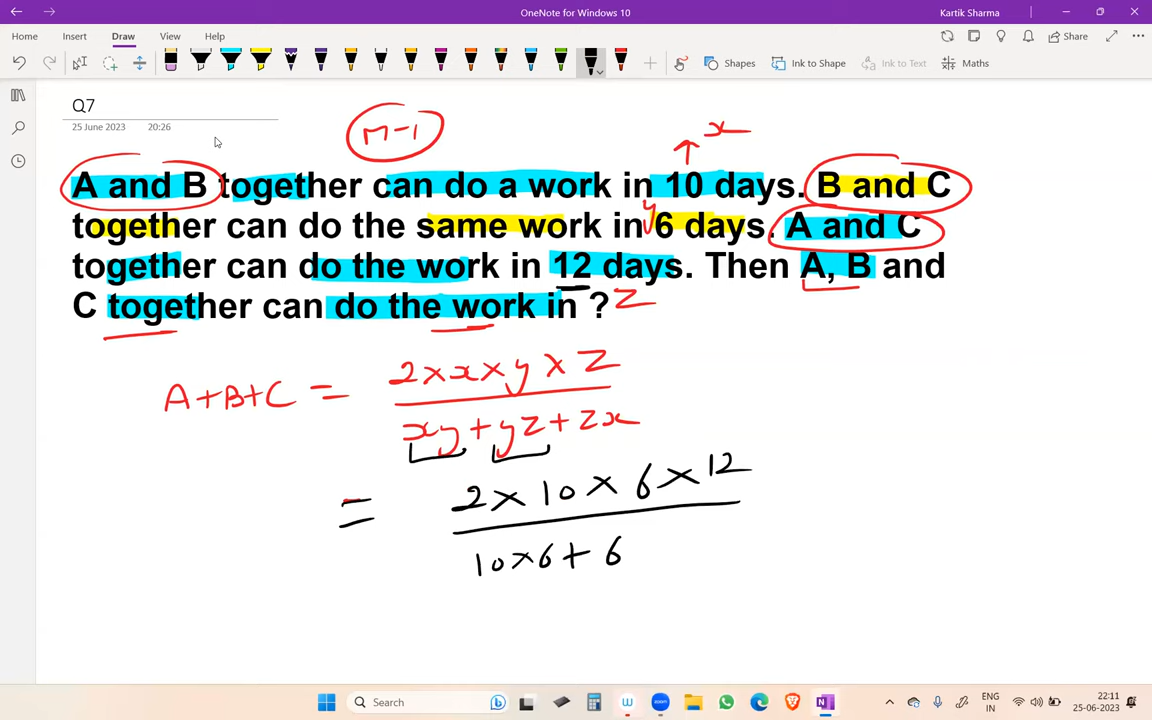 OneNote for Windows 10
Kartik Sharma
Home Insert Draw View Help
Share
Shapes Ink to Shape Ink to Text Maths
Q7
25 June 2023 20:26
M-1
x
A and B together can do a work in 10 days. B and C
y
together can do the same work in 6 days. A and C
together can do the work in 12 days. Then A, B and
C together can do the work in ? z
A+B+C = 2×x×y×z
xy+yz+zx
= 2×10×6×12
10×6+6
Search
ENG
IN
22:11
25-06-2023